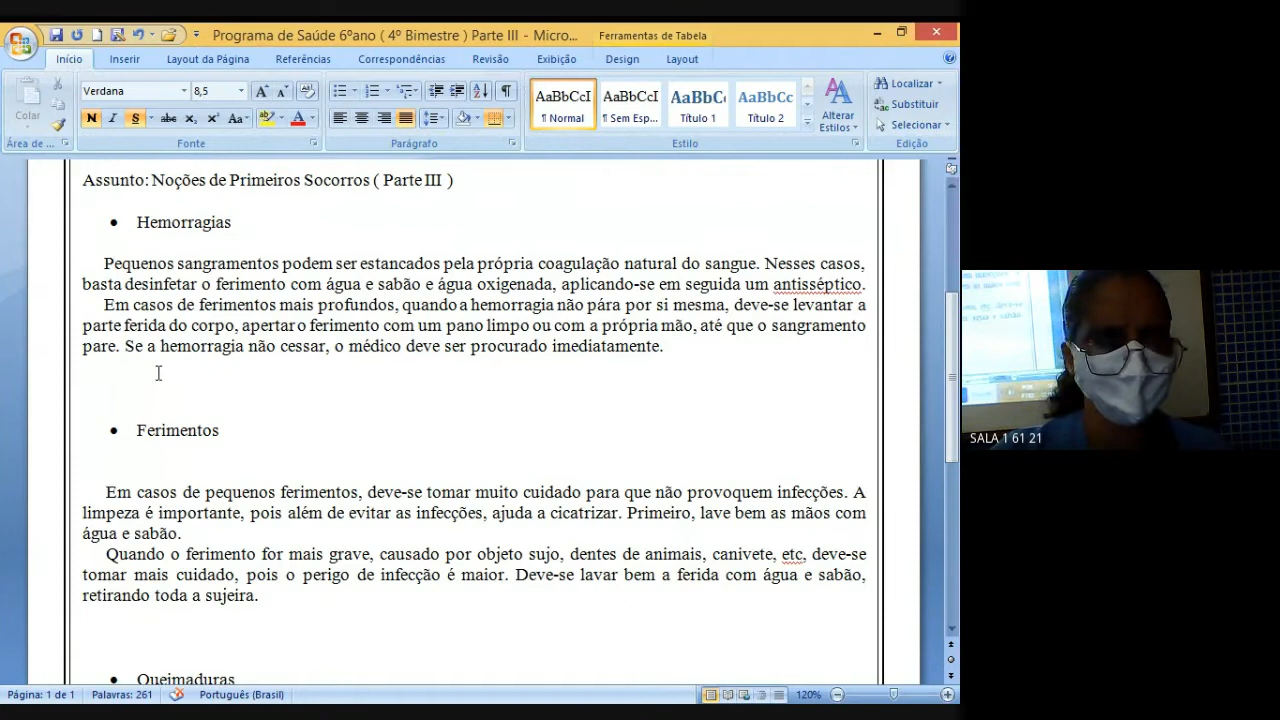 Programa de Saúde 6ºano ( 4º Bimestre ) Parte III - Micro...
Ferramentas de Tabela
Início Inserir Layout da Página Referências Correspondências Revisão Exibição Design Layout
Colar
Verdana 8,5
N I S abc x₂ x² Aa
AaBbCcI AaBbCcI AaBbC AaBbCc
¶ Normal ¶ Sem Esp... Título 1 Título 2
Alterar Estilos
Localizar
Substituir
Selecionar
Área de... Fonte Parágrafo Estilo Edição
Assunto: Noções de Primeiros Socorros ( Parte III )
• Hemorragias
Pequenos sangramentos podem ser estancados pela própria coagulação natural do sangue. Nesses casos,
basta desinfetar o ferimento com água e sabão e água oxigenada, aplicando-se em seguida um antisséptico.
Em casos de ferimentos mais profundos, quando a hemorragia não pára por si mesma, deve-se levantar a
parte ferida do corpo, apertar o ferimento com um pano limpo ou com a própria mão, até que o sangramento
pare. Se a hemorragia não cessar, o médico deve ser procurado imediatamente.
• Ferimentos
Em casos de pequenos ferimentos, deve-se tomar muito cuidado para que não provoquem infecções. A
limpeza é importante, pois além de evitar as infecções, ajuda a cicatrizar. Primeiro, lave bem as mãos com
água e sabão.
Quando o ferimento for mais grave, causado por objeto sujo, dentes de animais, canivete, etc, deve-se
tomar mais cuidado, pois o perigo de infecção é maior. Deve-se lavar bem a ferida com água e sabão,
retirando toda a sujeira.
• Queimaduras
Página: 1 de 1 Palavras: 261 Português (Brasil) 120%
SALA 1 61 21